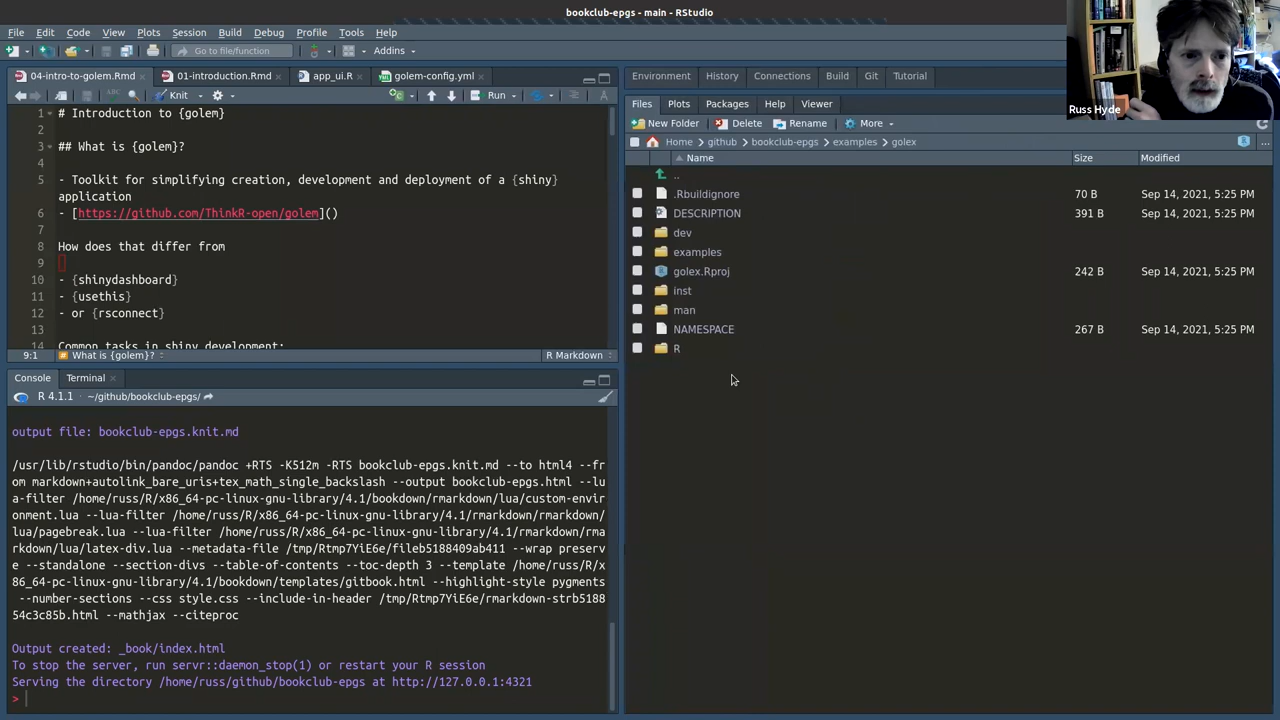 bookclub-epgs - main - RStudio
File Edit Code View Plots Session Build Debug Profile Tools Help
Go to file/function Addins
04-intro-to-golem.Rmd 01-introduction.Rmd app_ui.R golem-config.yml
Knit Run
1 # Introduction to {golem}
2
3 ## What is {golem}?
4
5 - Toolkit for simplifying creation, development and deployment of a {shiny}
application
6 - [https://github.com/ThinkR-open/golem]()
7
8 How does that differ from
9
10 - {shinydashboard}
11 - {usethis}
12 - or {rsconnect}
13
14 Common tasks in shiny development:
9:1 What is {golem}? R Markdown
Console Terminal
R 4.1.1 · ~/github/bookclub-epgs/
output file: bookclub-epgs.knit.md
/usr/lib/rstudio/bin/pandoc/pandoc +RTS -K512m -RTS bookclub-epgs.knit.md --to html4 --fr
om markdown+autolink_bare_uris+tex_math_single_backslash --output bookclub-epgs.html --lu
a-filter /home/russ/R/x86_64-pc-linux-gnu-library/4.1/bookdown/rmarkdown/lua/custom-envir
onment.lua --lua-filter /home/russ/R/x86_64-pc-linux-gnu-library/4.1/rmarkdown/rmarkdown/
lua/pagebreak.lua --lua-filter /home/russ/R/x86_64-pc-linux-gnu-library/4.1/rmarkdown/rma
rkdown/lua/latex-div.lua --metadata-file /tmp/Rtmp7YiE6e/fileb5188409ab411 --wrap preserv
e --standalone --section-divs --table-of-contents --toc-depth 3 --template /home/russ/R/x
86_64-pc-linux-gnu-library/4.1/bookdown/templates/gitbook.html --highlight-style pygments
--number-sections --css style.css --include-in-header /tmp/Rtmp7YiE6e/rmarkdown-strb5188
54c3c85b.html --mathjax --citeproc
Output created: _book/index.html
To stop the server, run servr::daemon_stop(1) or restart your R session
Serving the directory /home/russ/github/bookclub-epgs at http://127.0.0.1:4321
>
Environment History Connections Build Git Tutorial
Files Plots Packages Help Viewer
New Folder Delete Rename More
Home github bookclub-epgs examples golex ...
Name Size Modified
..
.Rbuildignore 70 B Sep 14, 2021, 5:25 PM
DESCRIPTION 391 B Sep 14, 2021, 5:25 PM
dev
examples
golex.Rproj 242 B Sep 14, 2021, 5:25 PM
inst
man
NAMESPACE 267 B Sep 14, 2021, 5:25 PM
R
Russ Hyde